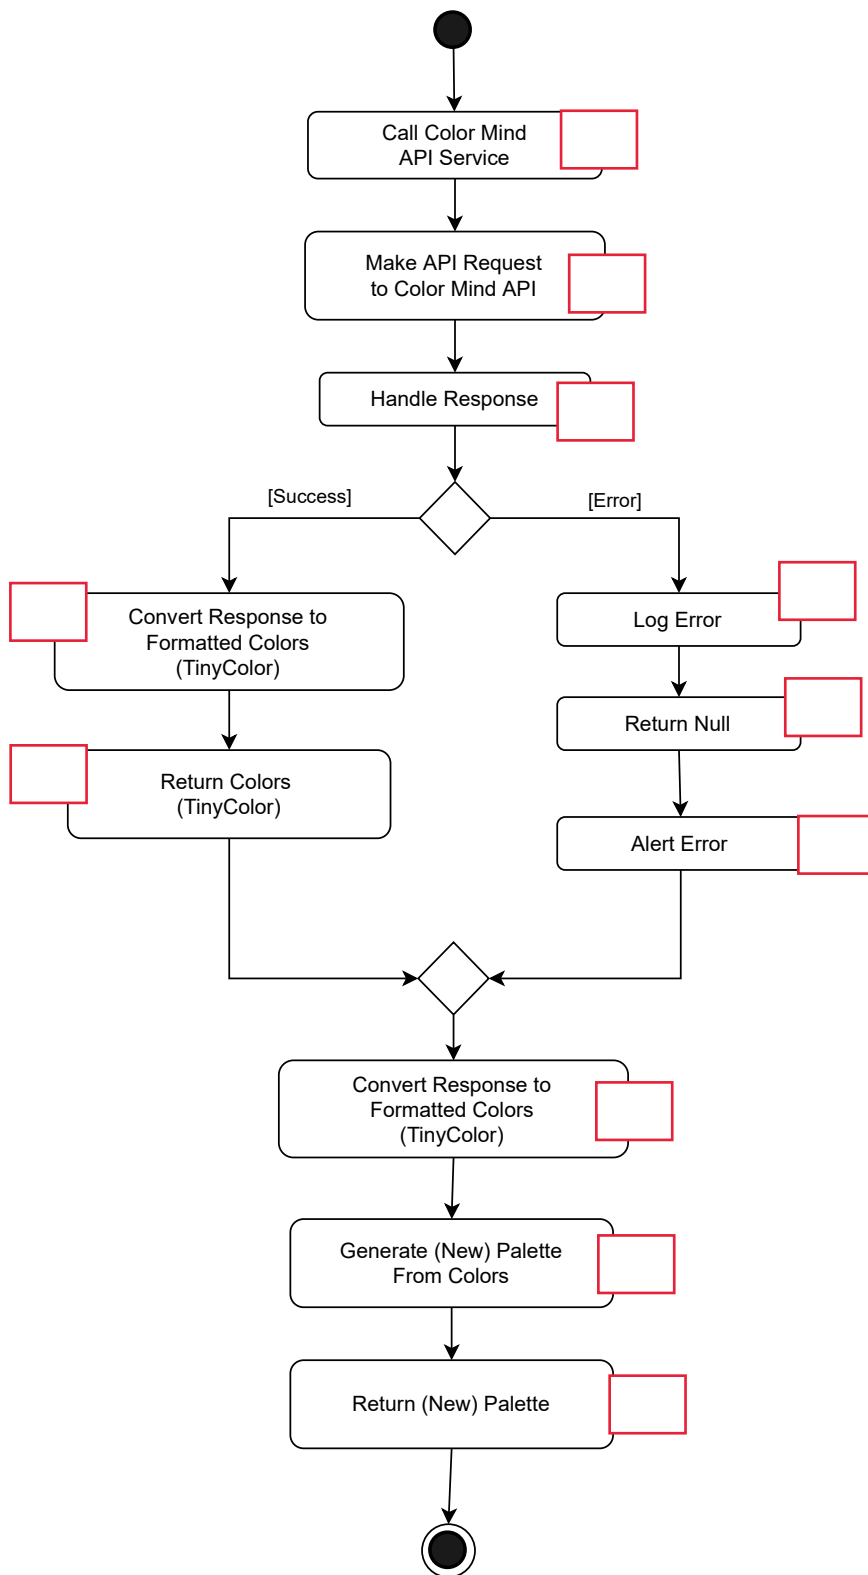 Call Color Mind
API Service
Make API Request
to Color Mind API
Handle Response
[Success]
[Error]
Convert Response to
Formatted Colors
(TinyColor)
Return Colors
(TinyColor)
Log Error
Return Null
Alert Error
Convert Response to
Formatted Colors
(TinyColor)
Generate (New) Palette
From Colors
Return (New) Palette